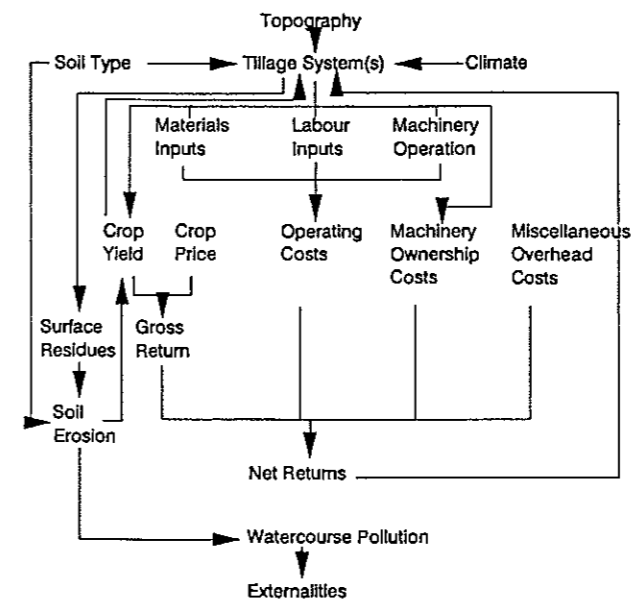 Topography
Soil Type
Tillage System(s)
Climate
Materials
Inputs
Labour
Inputs
Machinery
Operation
Crop
Yield
Crop
Price
Operating
Costs
Machinery
Ownership
Costs
Miscellaneous
Overhead
Costs
Surface
Residues
Gross
Return
Soil
Erosion
Net Returns
Watercourse Pollution
Externalities